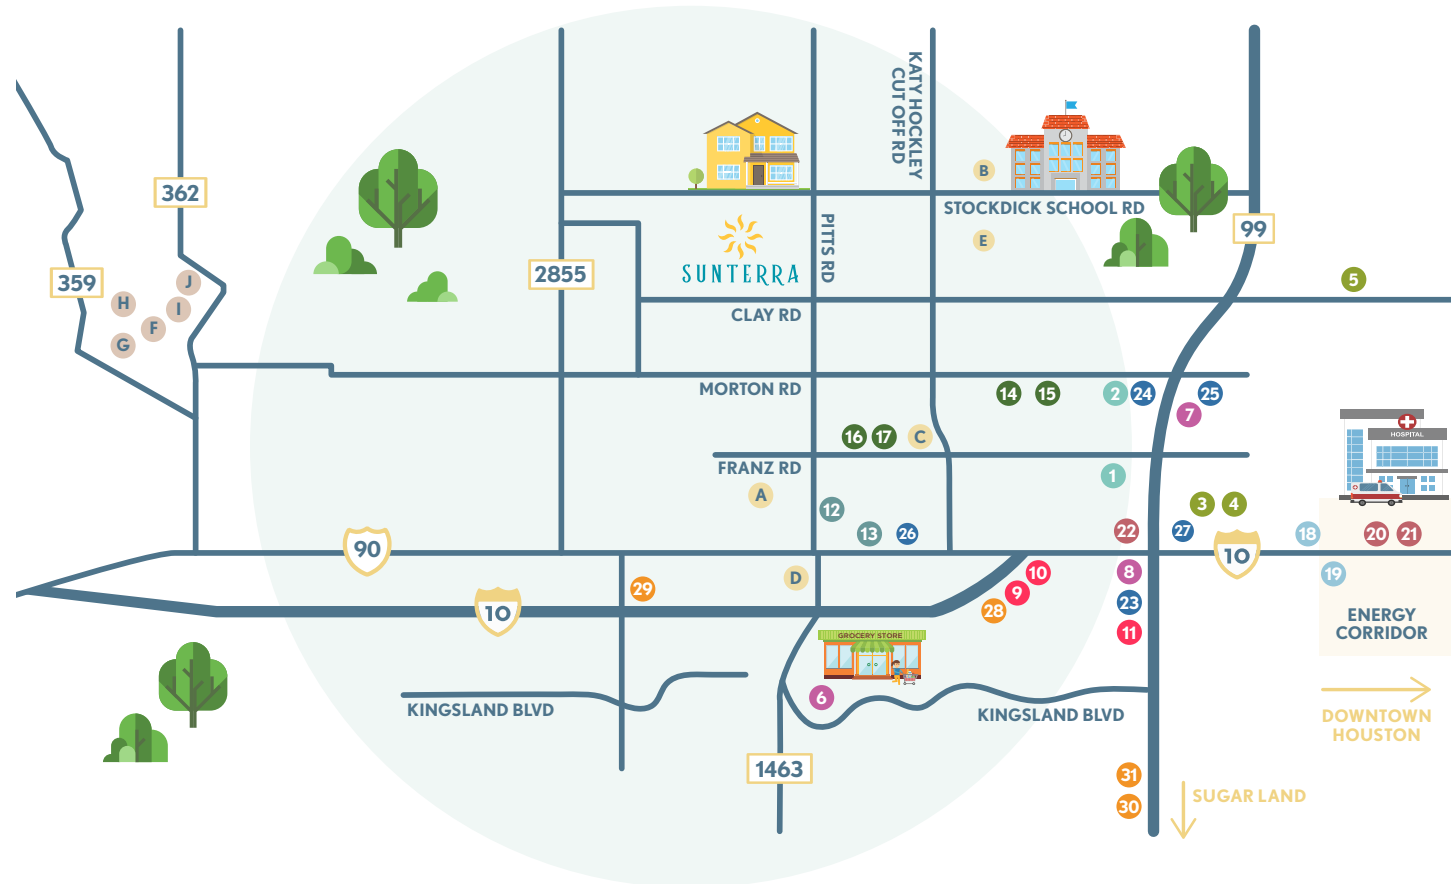 KATY HOCKLEY
CUT OFF RD
362
B
STOCKDICK SCHOOL RD
99
PITTS RD
E
SUNTERRA
2855
359
J
H
I
F
G
5
CLAY RD
MORTON RD
14
15
2
24
25
7
16
17
C
HOSPITAL
FRANZ RD
1
A
12
3
4
13
26
22
27
18
20
21
90
10
D
29
10
9
28
8
23
11
19
10
ENERGY
CORRIDOR
GROCERY STORE
6
KINGSLAND BLVD
KINGSLAND BLVD
DOWNTOWN
HOUSTON
1463
31
30
SUGAR LAND